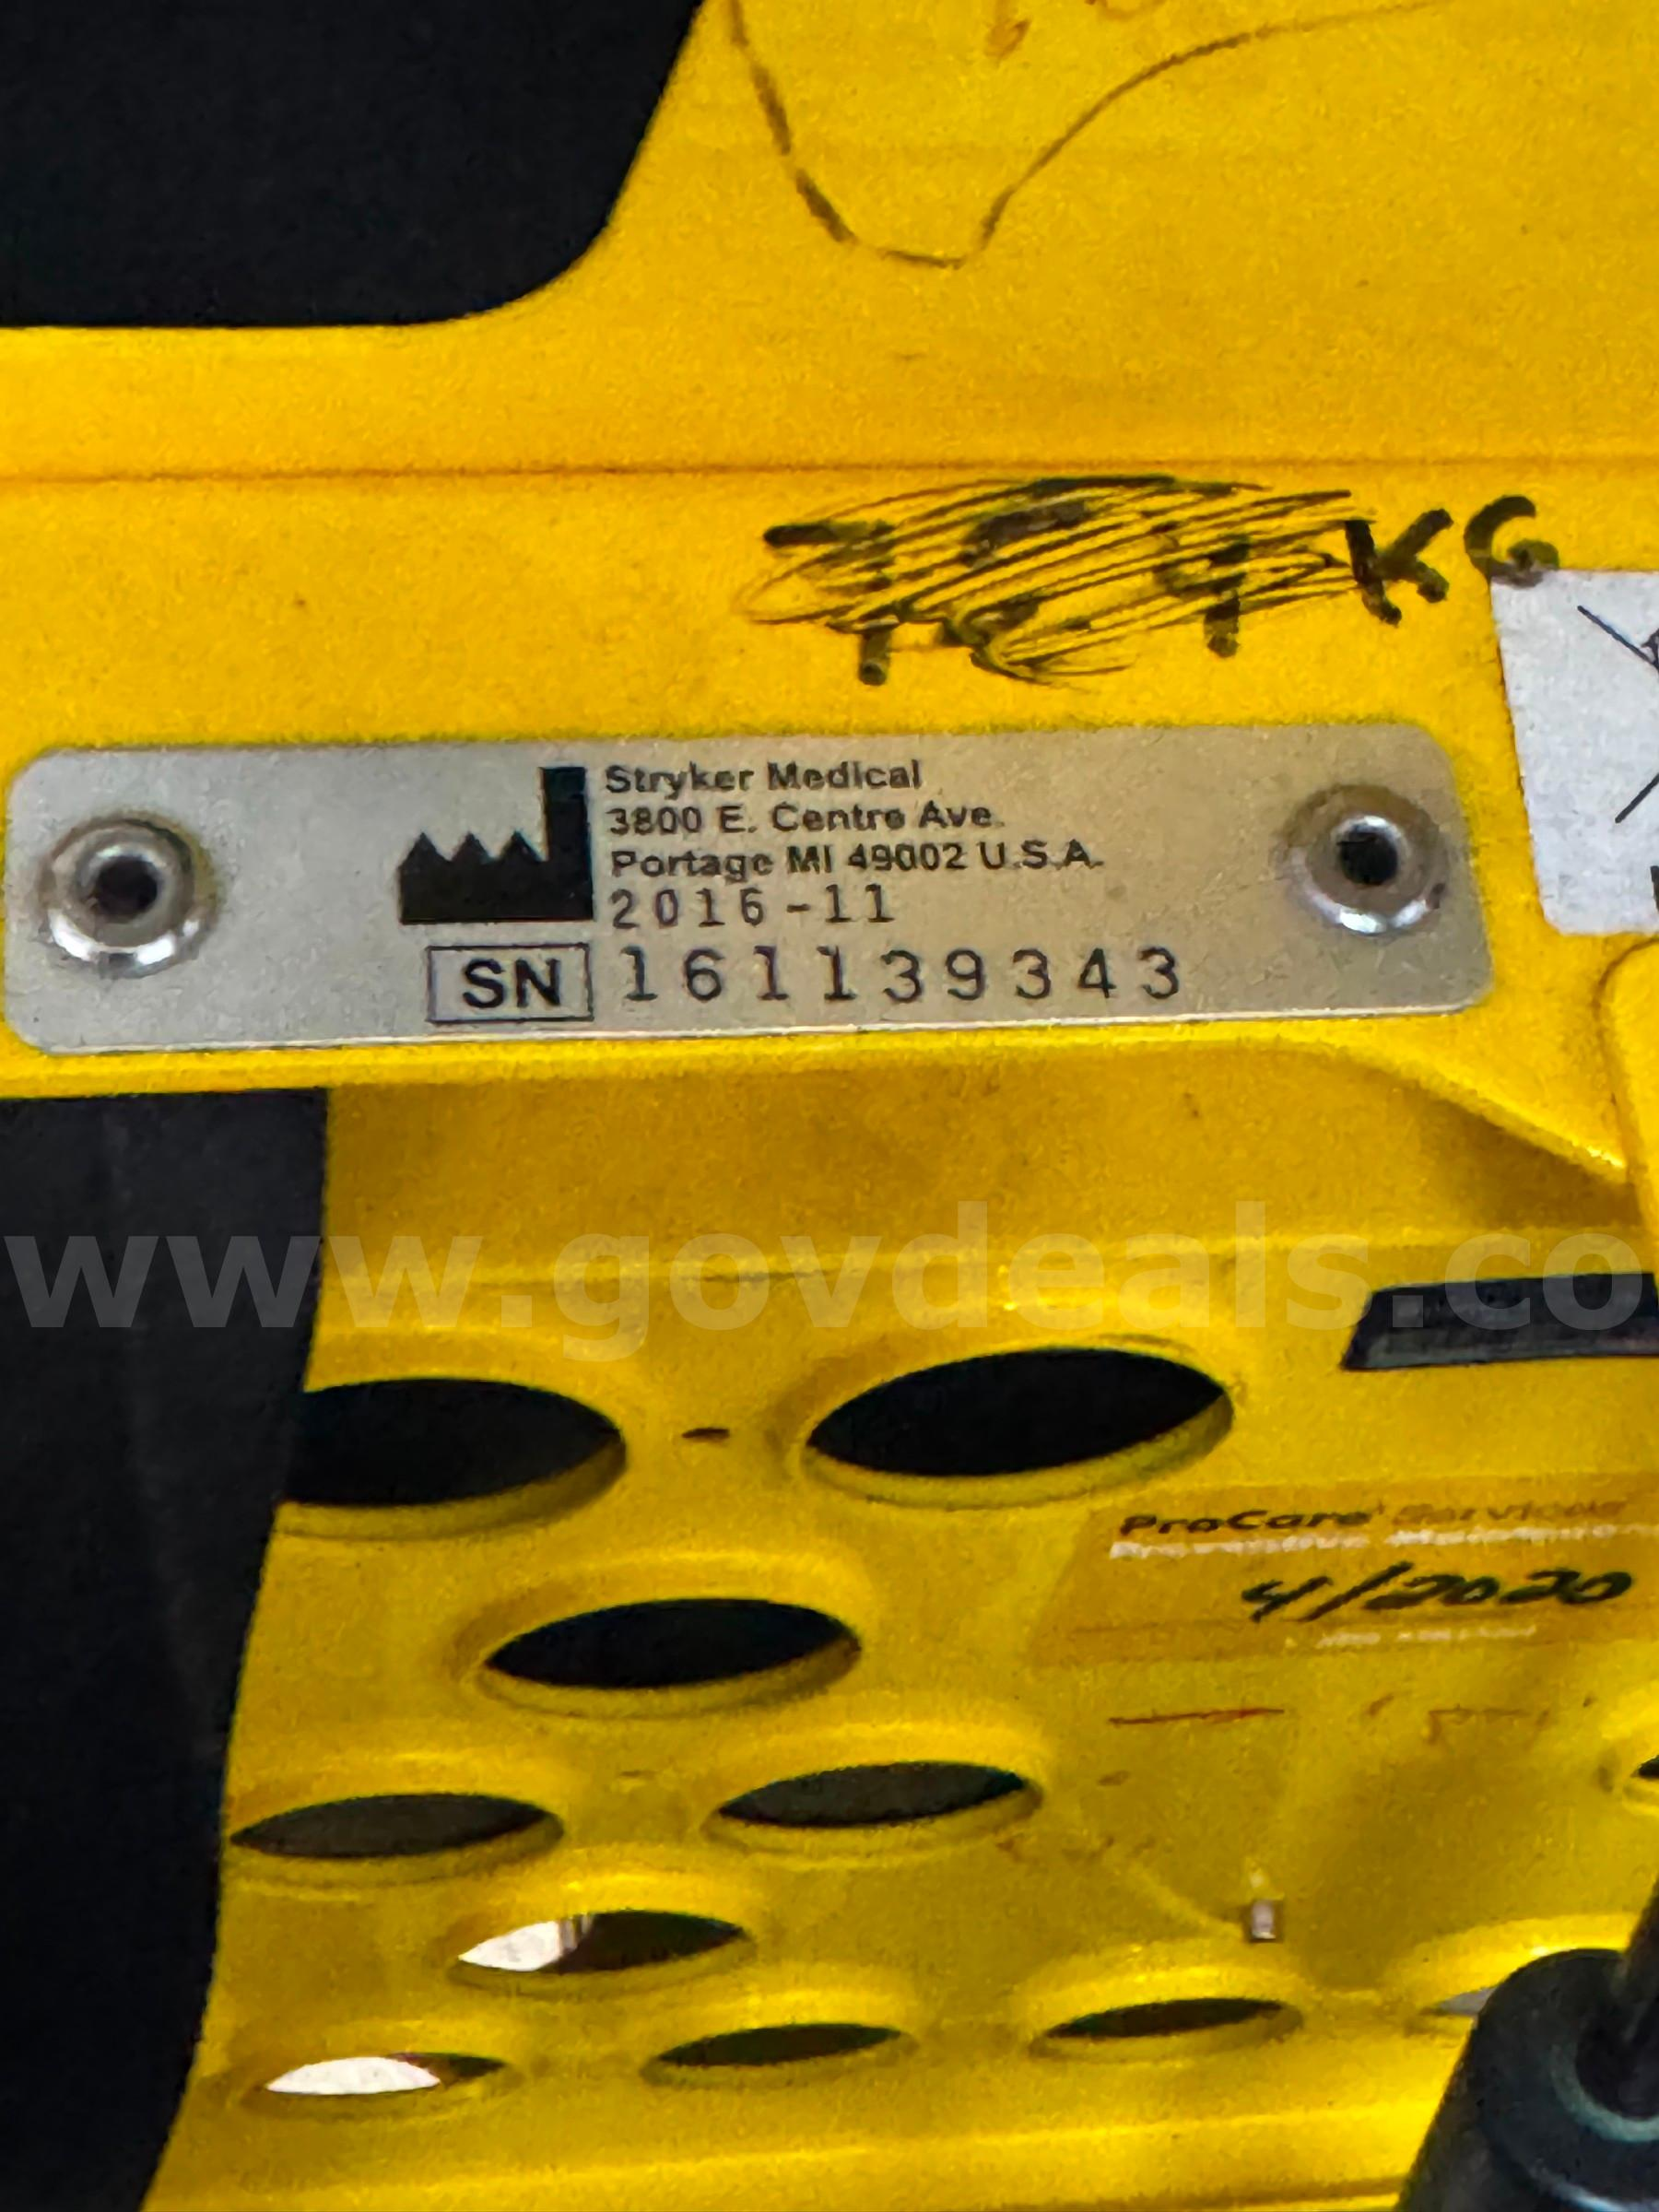 KG
Stryker Medical
3800 E. Centre Ave.
Portage MI 49002 U.S.A.
2016-11
SN 161139343
www.govdeals.co
ProCare Services
4/2020